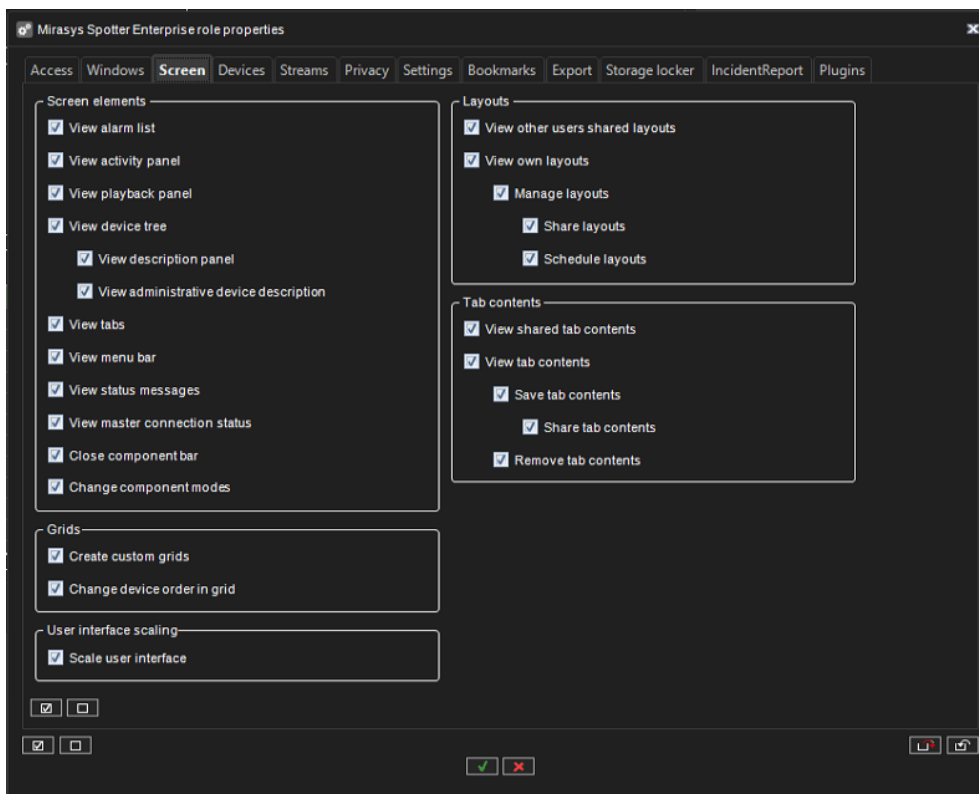 Mirasys Spotter Enterprise role properties
Access Windows Screen Devices Streams Privacy Settings Bookmarks Export Storage locker IncidentReport Plugins
Screen elements
View alarm list
View activity panel
View playback panel
View device tree
View description panel
View administrative device description
View tabs
View menu bar
View status messages
View master connection status
Close component bar
Change component modes
Grids
Create custom grids
Change device order in grid
User interface scaling
Scale user interface
Layouts
View other users shared layouts
View own layouts
Manage layouts
Share layouts
Schedule layouts
Tab contents
View shared tab contents
View tab contents
Save tab contents
Share tab contents
Remove tab contents